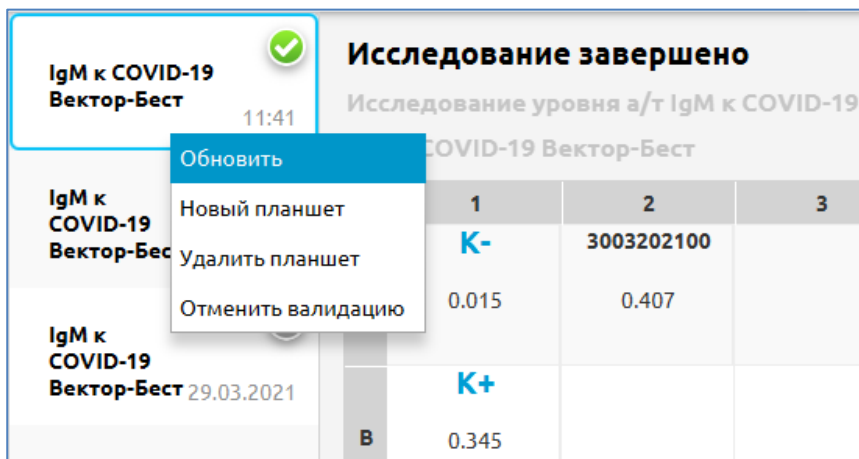 IgM к COVID-19
Вектор-Бест
11:41
Обновить
Новый планшет
Удалить планшет
Отменить валидацию
IgM к
COVID-19
Вектор-Бес
IgM к
COVID-19
Вектор-Бест 29.03.2021
Исследование завершено
Исследование уровня а/т IgM к COVID-19
COVID-19 Вектор-Бест
1 2 3
K- 3003202100
0.015 0.407
K+
B 0.345